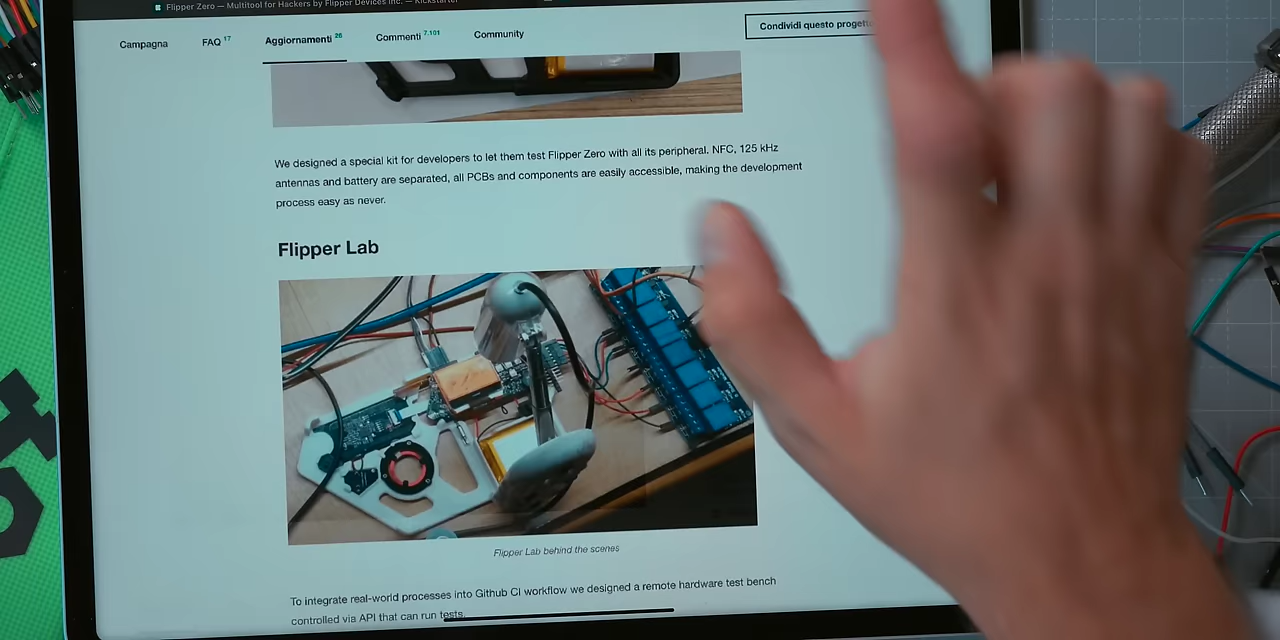 Flipper Zero — Multitool for Hackers by Flipper Devices Inc. — Kickstarter
Campagna
FAQ 17
Aggiornamenti 26
Commenti 7.101
Community
Condividi questo progetto
We designed a special kit for developers to let them test Flipper Zero with all its peripheral. NFC, 125 kHz
antennas and battery are separated, all PCBs and components are easily accessible, making the development
process easy as never.
Flipper Lab
Flipper Lab behind the scenes
To integrate real-world processes into Github CI workflow we designed a remote hardware test bench
controlled via API that can run tests.